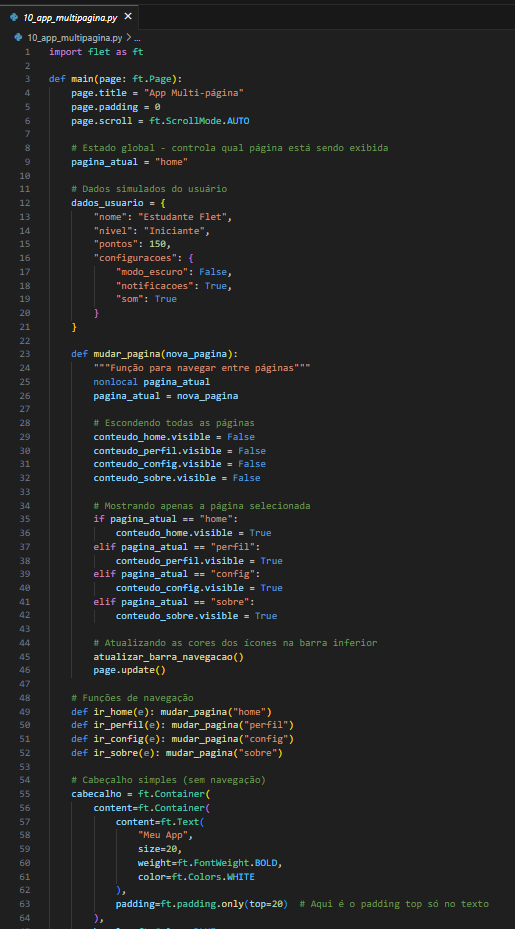 10_app_multipagina.py ×
10_app_multipagina.py > ...
1 import flet as ft
2
3 def main(page: ft.Page):
4 page.title = "App Multi-página"
5 page.padding = 0
6 page.scroll = ft.ScrollMode.AUTO
7
8 # Estado global - controla qual página está sendo exibida
9 pagina_atual = "home"
10
11 # Dados simulados do usuário
12 dados_usuario = {
13 "nome": "Estudante Flet",
14 "nivel": "Iniciante",
15 "pontos": 150,
16 "configuracoes": {
17 "modo_escuro": False,
18 "notificacoes": True,
19 "som": True
20 }
21 }
22
23 def mudar_pagina(nova_pagina):
24 """Função para navegar entre páginas"""
25 nonlocal pagina_atual
26 pagina_atual = nova_pagina
27
28 # Escondendo todas as páginas
29 conteudo_home.visible = False
30 conteudo_perfil.visible = False
31 conteudo_config.visible = False
32 conteudo_sobre.visible = False
33
34 # Mostrando apenas a página selecionada
35 if pagina_atual == "home":
36 conteudo_home.visible = True
37 elif pagina_atual == "perfil":
38 conteudo_perfil.visible = True
39 elif pagina_atual == "config":
40 conteudo_config.visible = True
41 elif pagina_atual == "sobre":
42 conteudo_sobre.visible = True
43
44 # Atualizando as cores dos ícones na barra inferior
45 atualizar_barra_navegacao()
46 page.update()
47
48 # Funções de navegação
49 def ir_home(e): mudar_pagina("home")
50 def ir_perfil(e): mudar_pagina("perfil")
51 def ir_config(e): mudar_pagina("config")
52 def ir_sobre(e): mudar_pagina("sobre")
53
54 # Cabeçalho simples (sem navegação)
55 cabecalho = ft.Container(
56 content=ft.Container(
57 content=ft.Text(
58 "Meu App",
59 size=20,
60 weight=ft.FontWeight.BOLD,
61 color=ft.Colors.WHITE
62 ),
63 padding=ft.padding.only(top=20) # Aqui é o padding top só no texto
64 ),